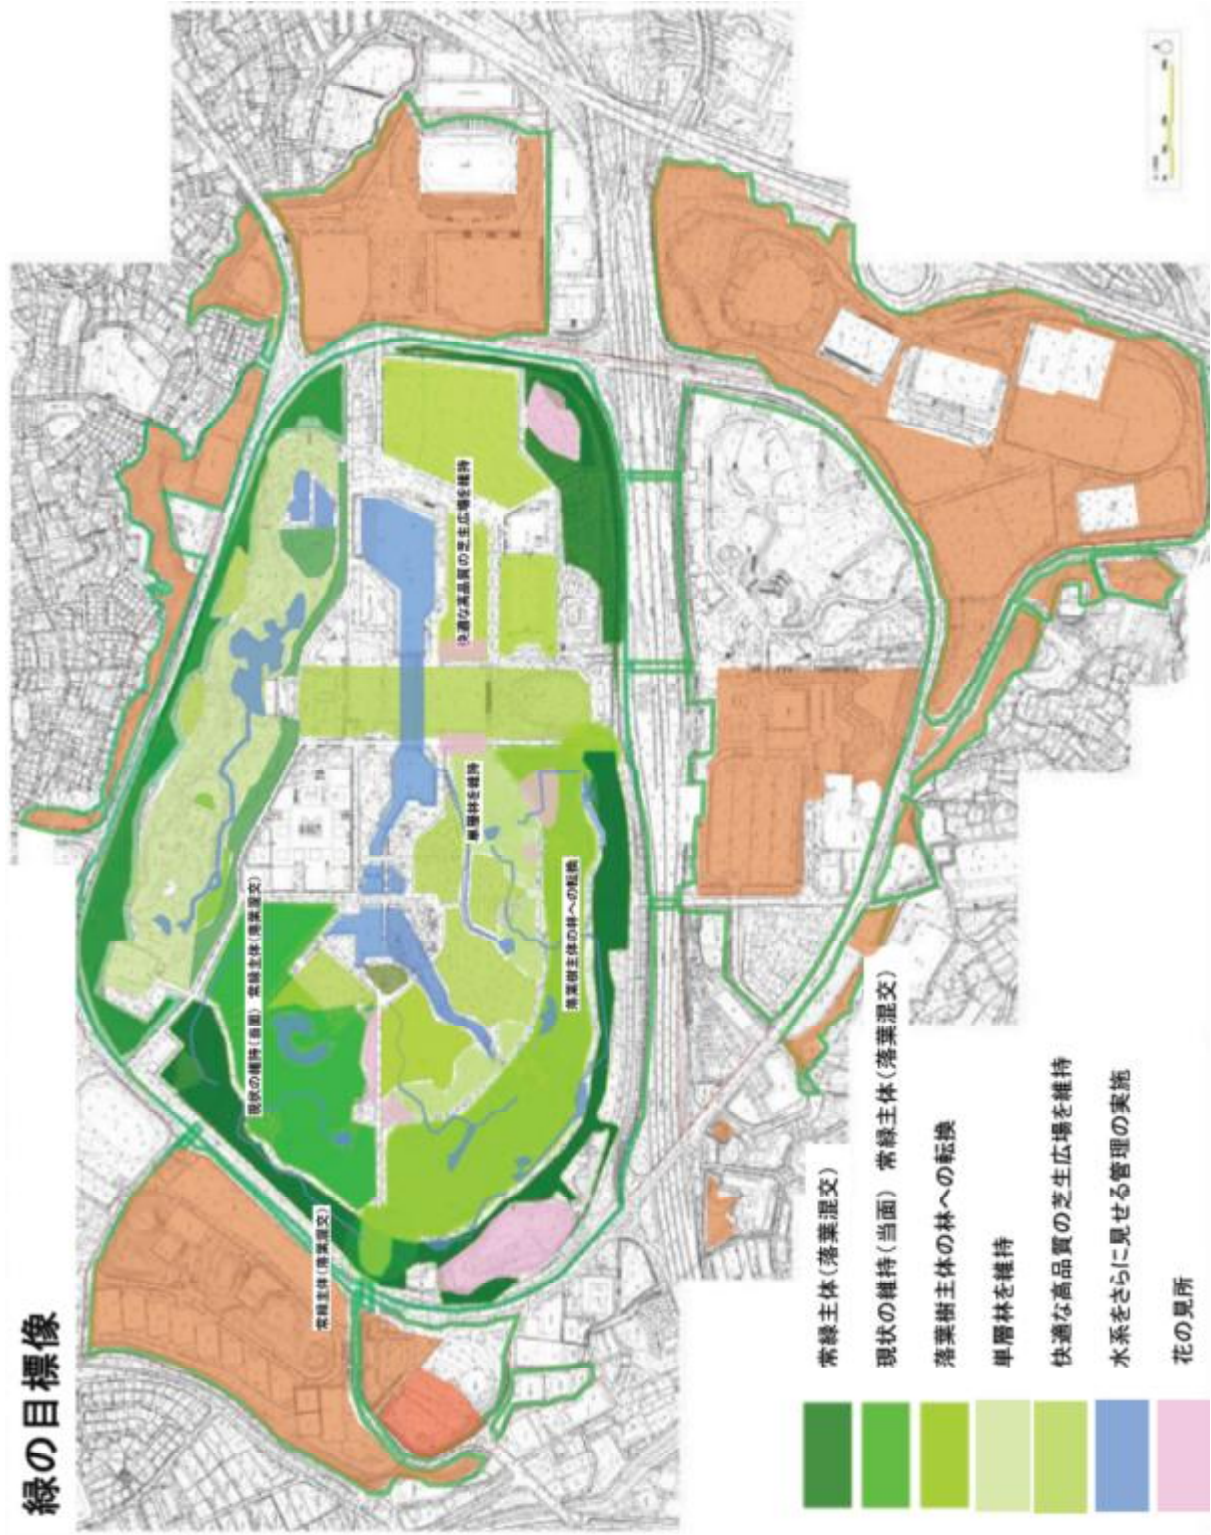 緑の目標像
常緑主体(落葉混交)
現状の維持(当面) 常緑主体(落葉混交)
単層林を維持
快適な高品質の芝生広場を維持
落葉樹主体の林への転換
常緑主体(落葉混交)
現状の維持(当面) 常緑主体(落葉混交)
落葉樹主体の林への転換
単層林を維持
快適な高品質の芝生広場を維持
水系をさらに見せる管理の実施
花の見所